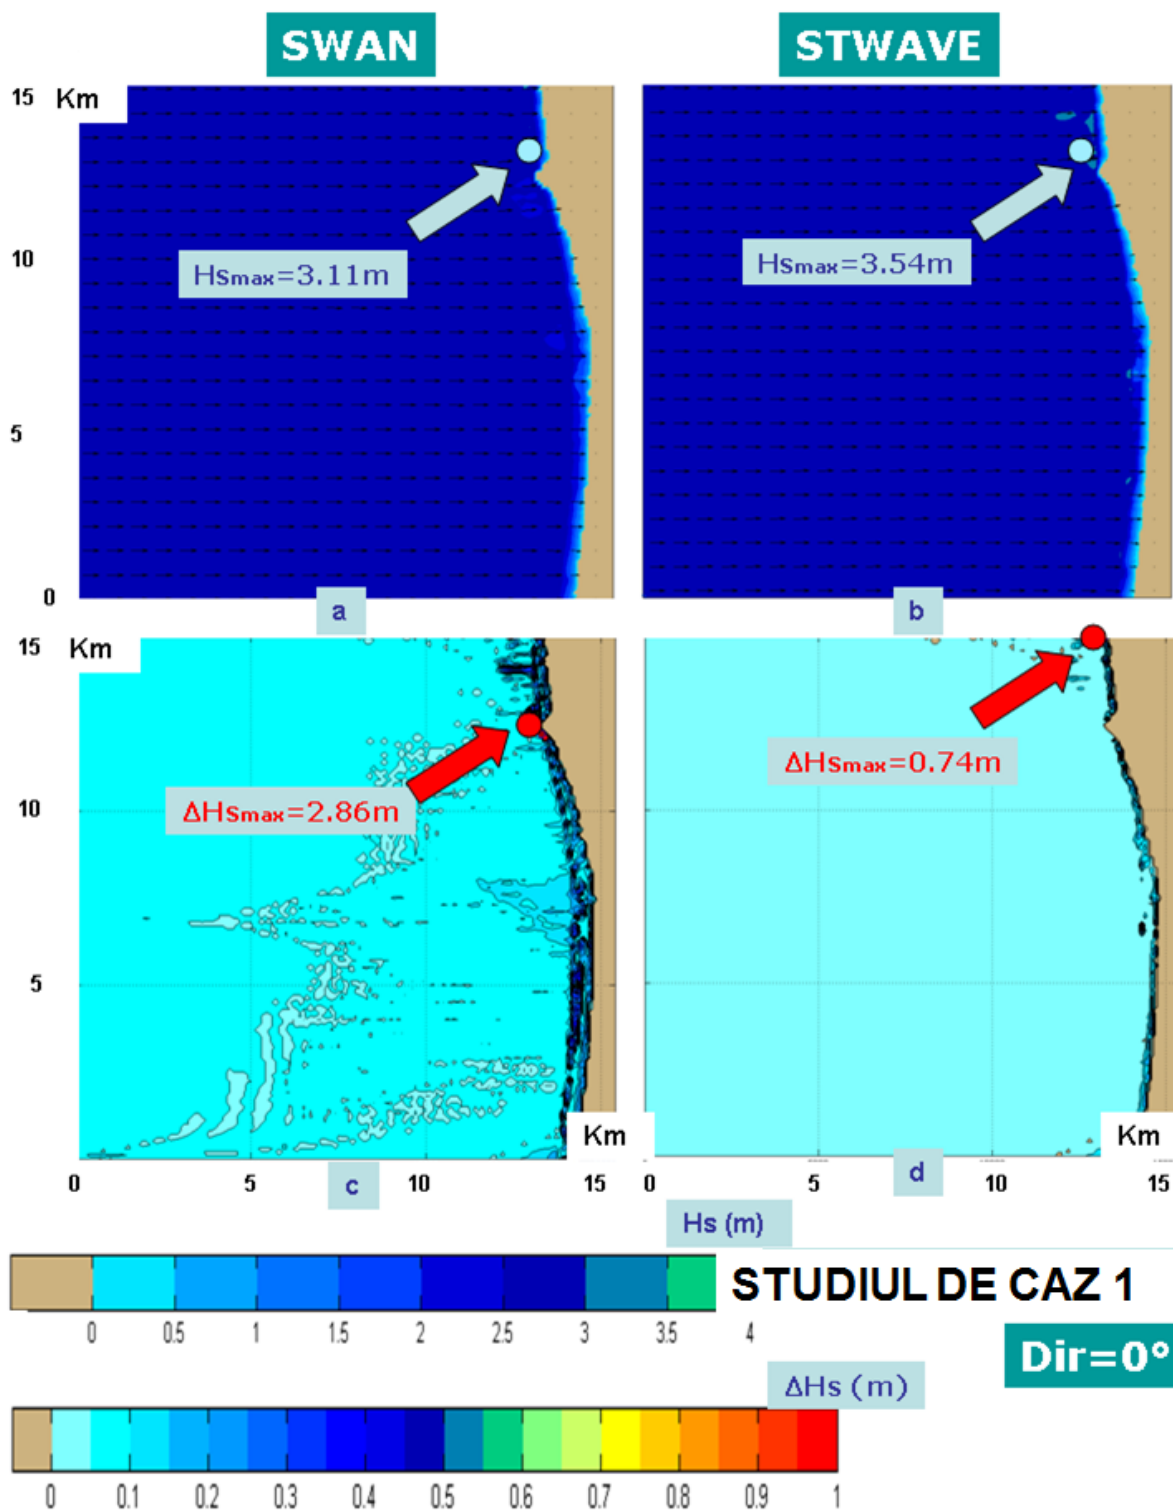 SWAN
STWAVE
15
Km
Hsmax=3.11m
Hsmax=3.54m
10
5
0
a
b
15
Km
ΔHsmax=2.86m
ΔHsmax=0.74m
10
5
Km
Km
0
5
c
10
15
0
5
10
d
15
Hs (m)
STUDIUL DE CAZ 1
0
0.5
1
1.5
2
2.5
3
3.5
4
Dir=0°
ΔHs (m)
0
0.1
0.2
0.3
0.4
0.5
0.6
0.7
0.8
0.9
1